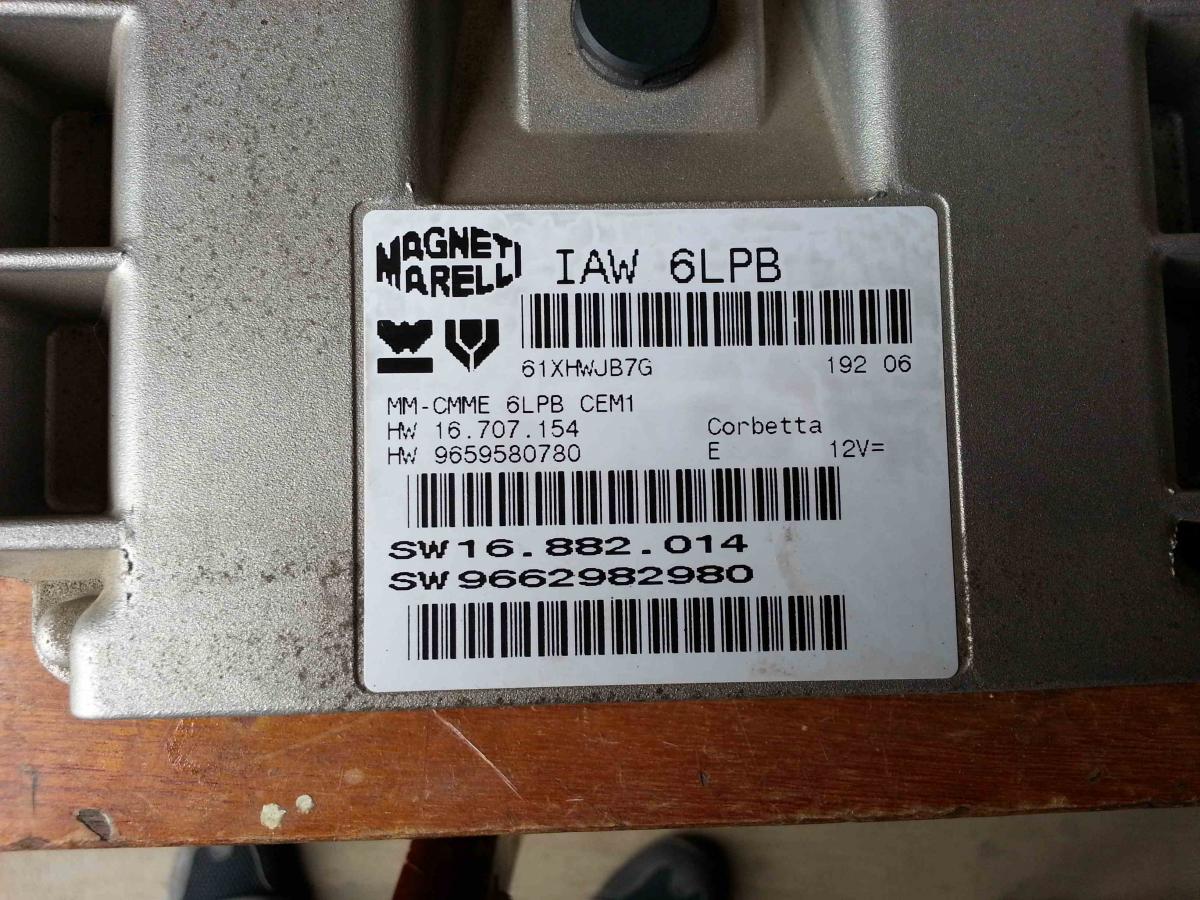 MAGNETI
MARELLI
IAW 6LPB
61XHWJB7G 192 06
MM-CMME 6LPB CEM1
HW 16.707.154 Corbetta
HW 9659580780 E 12V=
SW16.882.014
SW9662982980